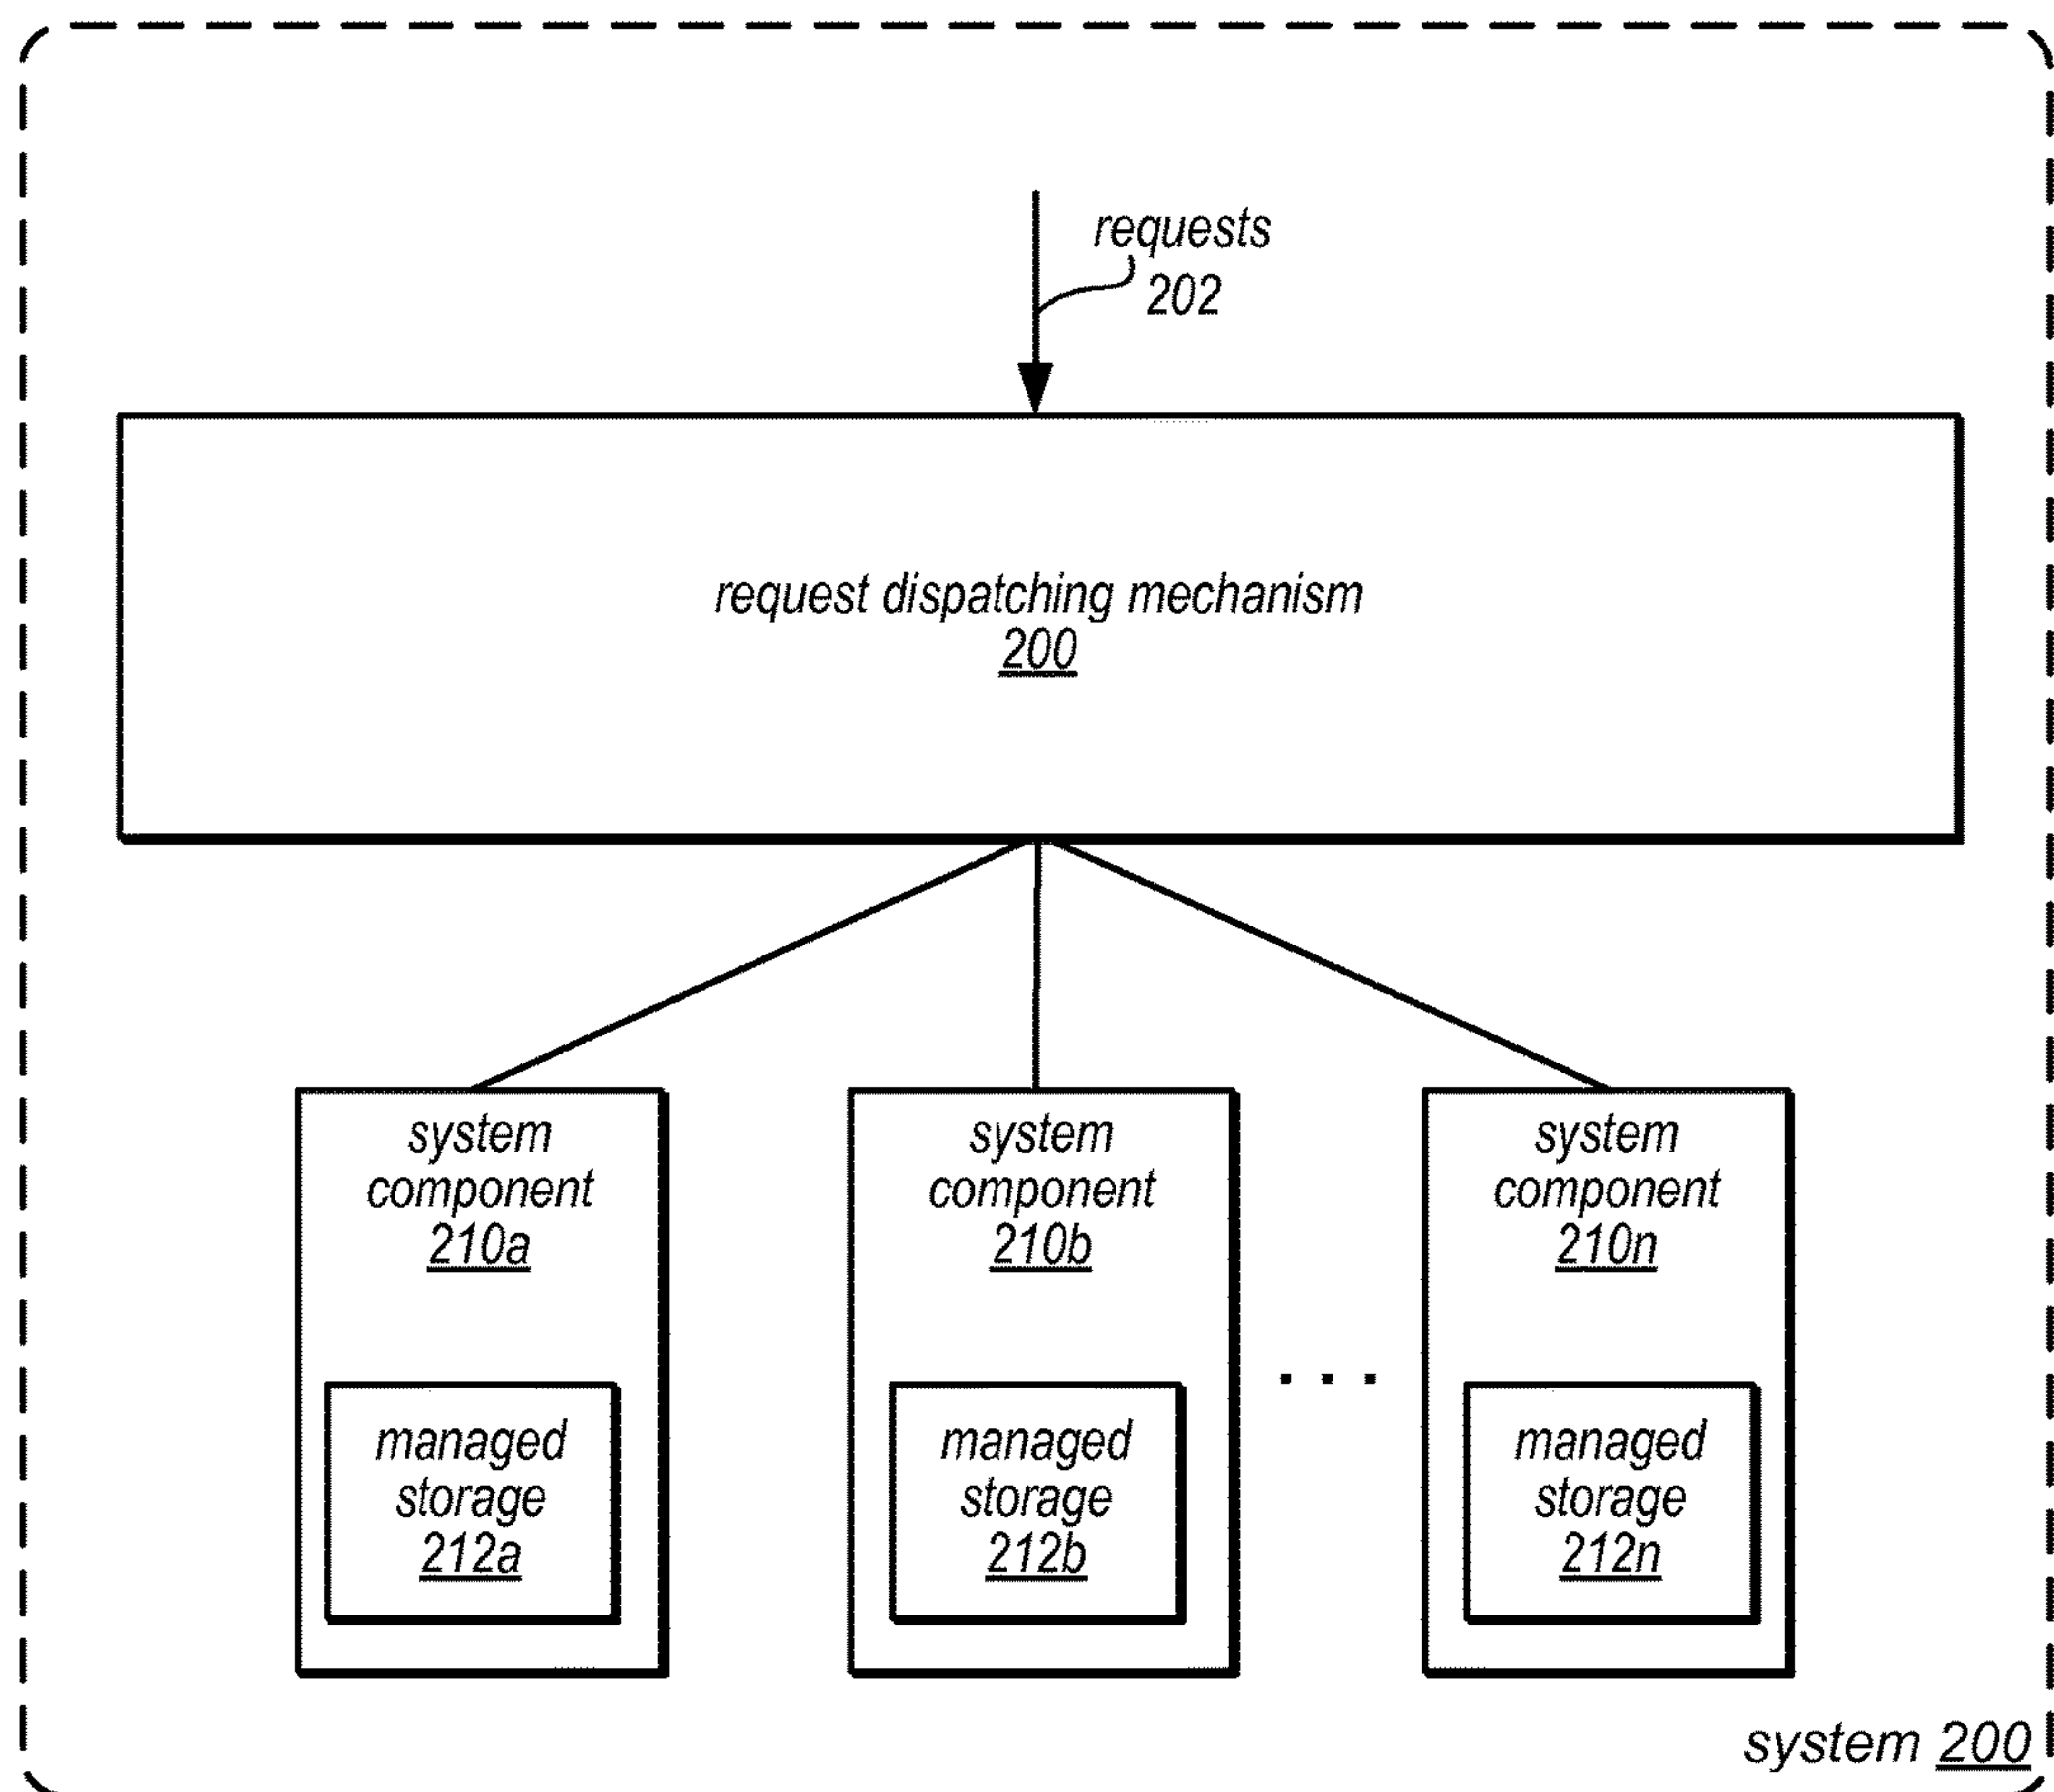 requests
202
request dispatching mechanism
200
system
component
210a
system
component
210b
system
component
210n
. . .
managed
storage
212a
managed
storage
212b
managed
storage
212n
system 200